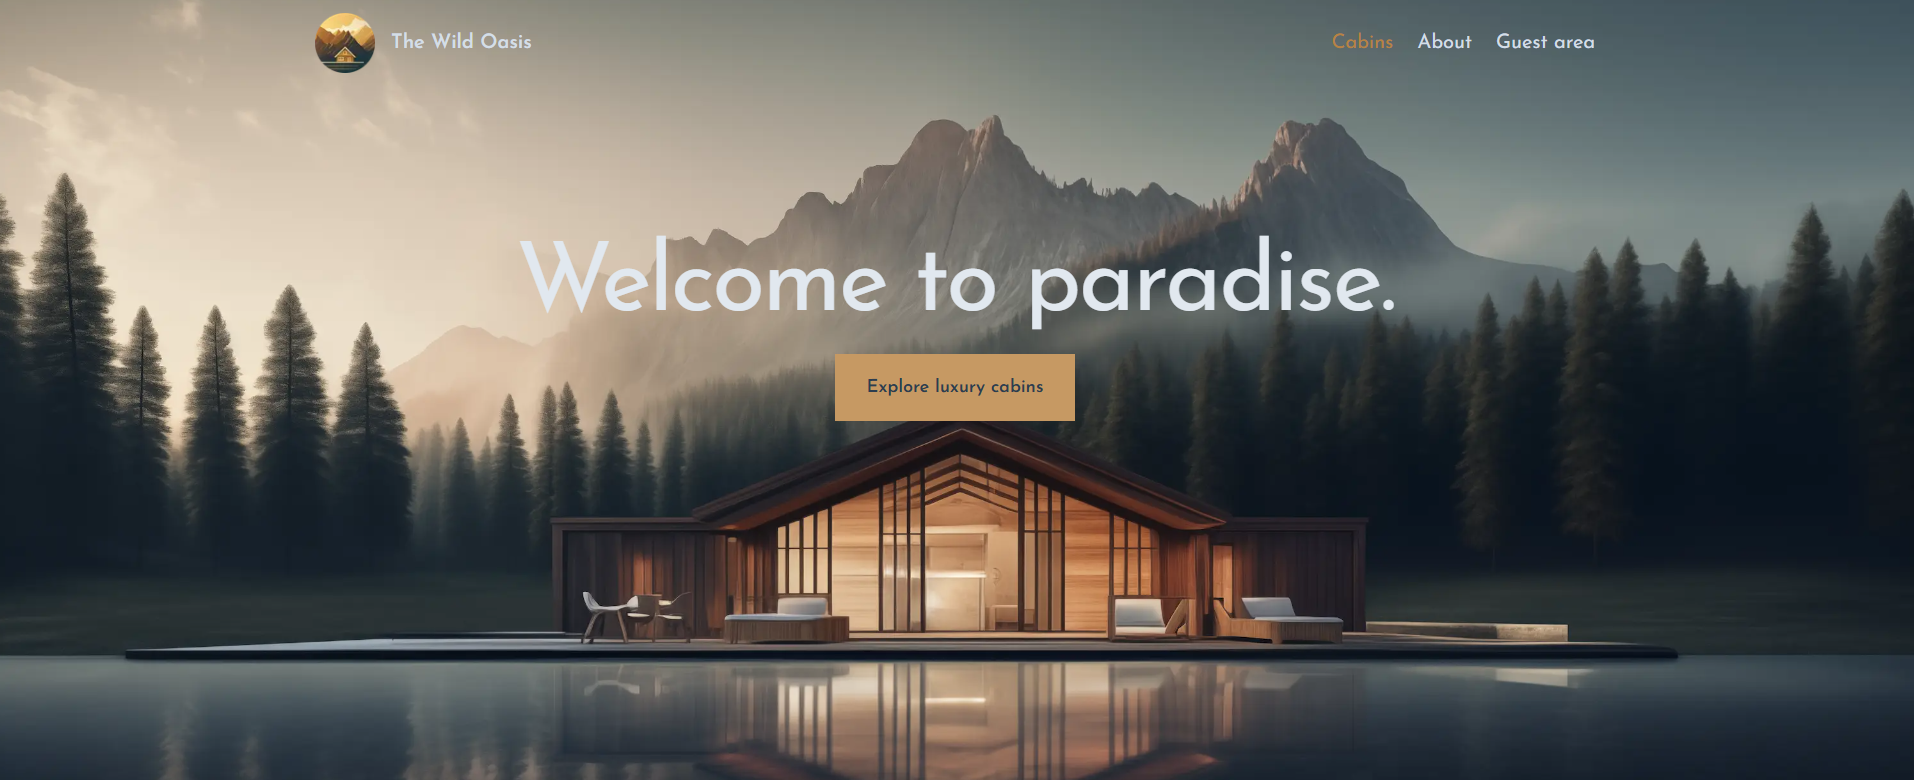 The Wild Oasis
Cabins About Guest area
Welcome to paradise.
Explore luxury cabins